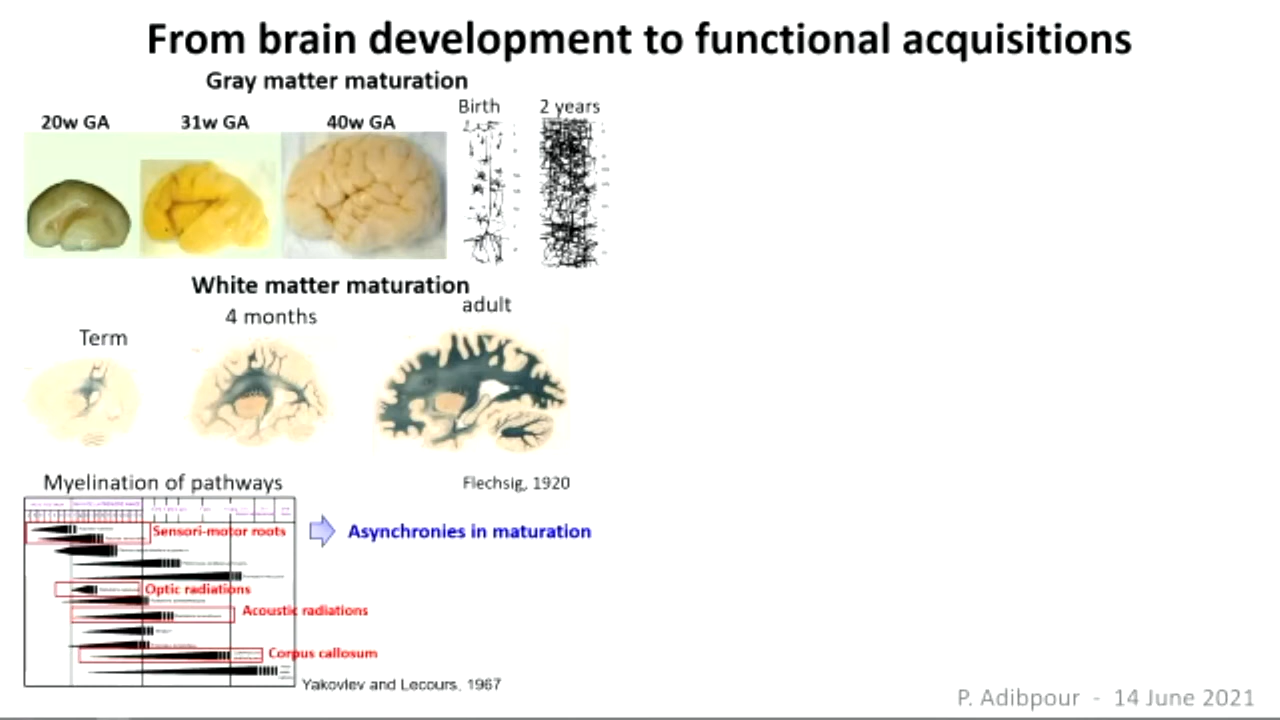 From brain development to functional acquisitions
Gray matter maturation
Birth
2 years
20w GA
31w GA
40w GA
White matter maturation
adult
4 months
Term
Myelination of pathways
Flechsig, 1920
Sensori-motor roots
Asynchronies in maturation
Optic radiations
Acoustic radiations
Corpus callosum
Yakovlev and Lecours, 1967
P. Adibpour - 14 June 2021